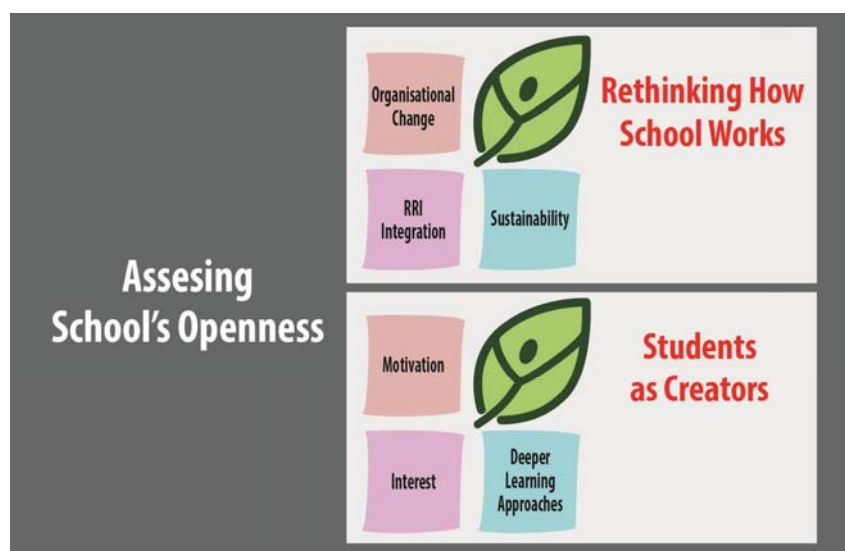 Assesing
School's Openness
Organisational
Change
Rethinking How
School Works
RRI
Integration
Sustainability
Motivation
Students
as Creators
Interest
Deeper
Learning
Approaches